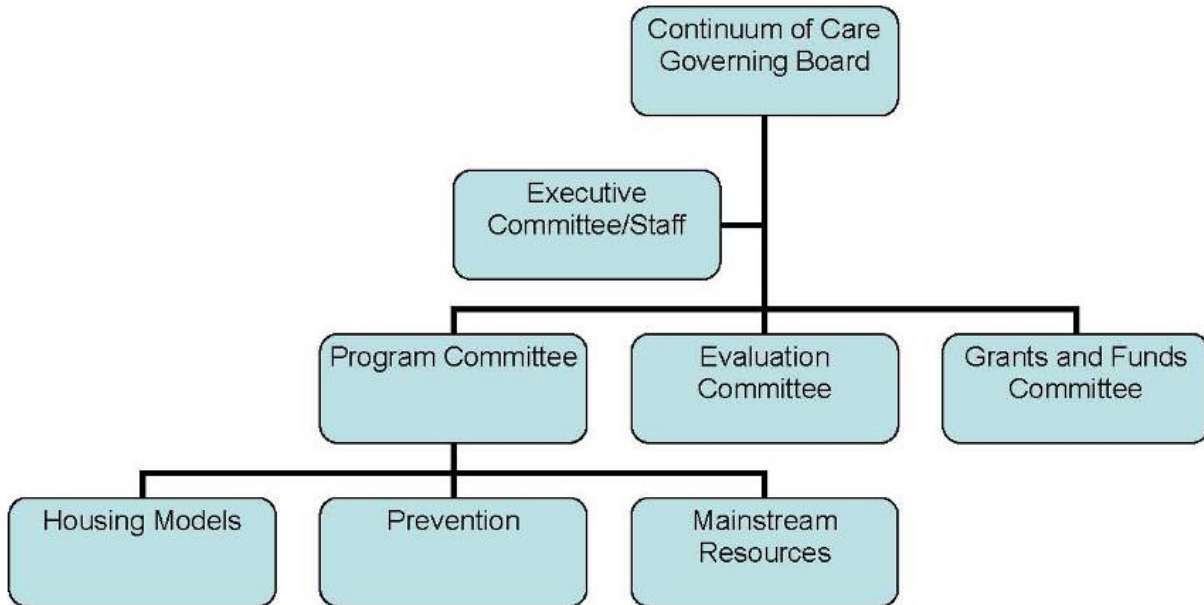 Continuum of Care
Governing Board
Executive
Committee/Staff
Program Committee
Evaluation
Committee
Grants and Funds
Committee
Housing Models
Prevention
Mainstream
Resources